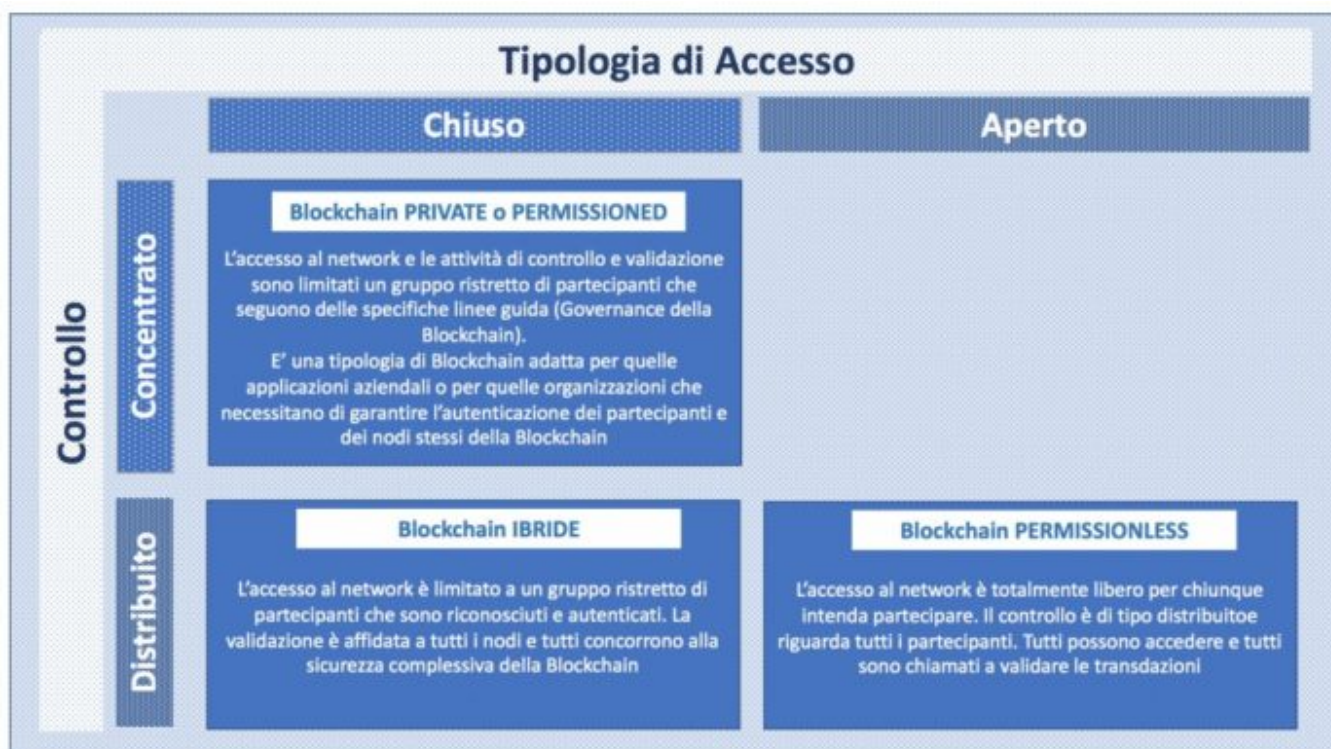 Tipologia di Accesso
Chiuso
Aperto
Controllo
Concentrato
Blockchain PRIVATE o PERMISSIONED
L'accesso al network e le attività di controllo e validazione
sono limitati un gruppo ristretto di partecipanti che
seguono delle specifiche linee guida (Governance della
Blockchain).
E' una tipologia di Blockchain adatta per quelle
applicazioni aziendali o per quelle organizzazioni che
necessitano di garantire l'autenticazione dei partecipanti e
dei nodi stessi della Blockchain
Distribuito
Blockchain IBRIDE
L'accesso al network è limitato a un gruppo ristretto di
partecipanti che sono riconosciuti e autenticati. La
validazione è affidata a tutti i nodi e tutti concorrono alla
sicurezza complessiva della Blockchain
Blockchain PERMISSIONLESS
L'accesso al network è totalmente libero per chiunque
intenda partecipare. Il controllo è di tipo distribuitoe
riguarda tutti i partecipanti. Tutti possono accedere e tutti
sono chiamati a validare le transdazioni